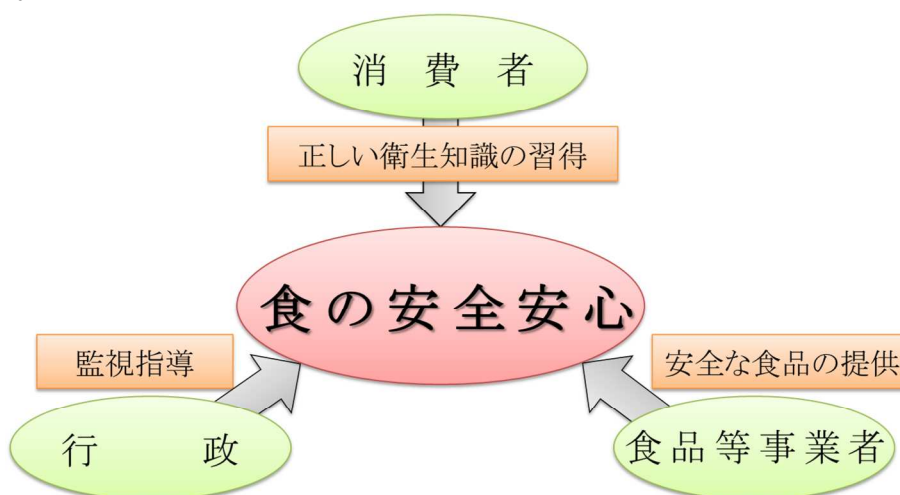 消費者
正しい衛生知識の習得
食の安全安心
監視指導
安全な食品の提供
行政
食品等事業者